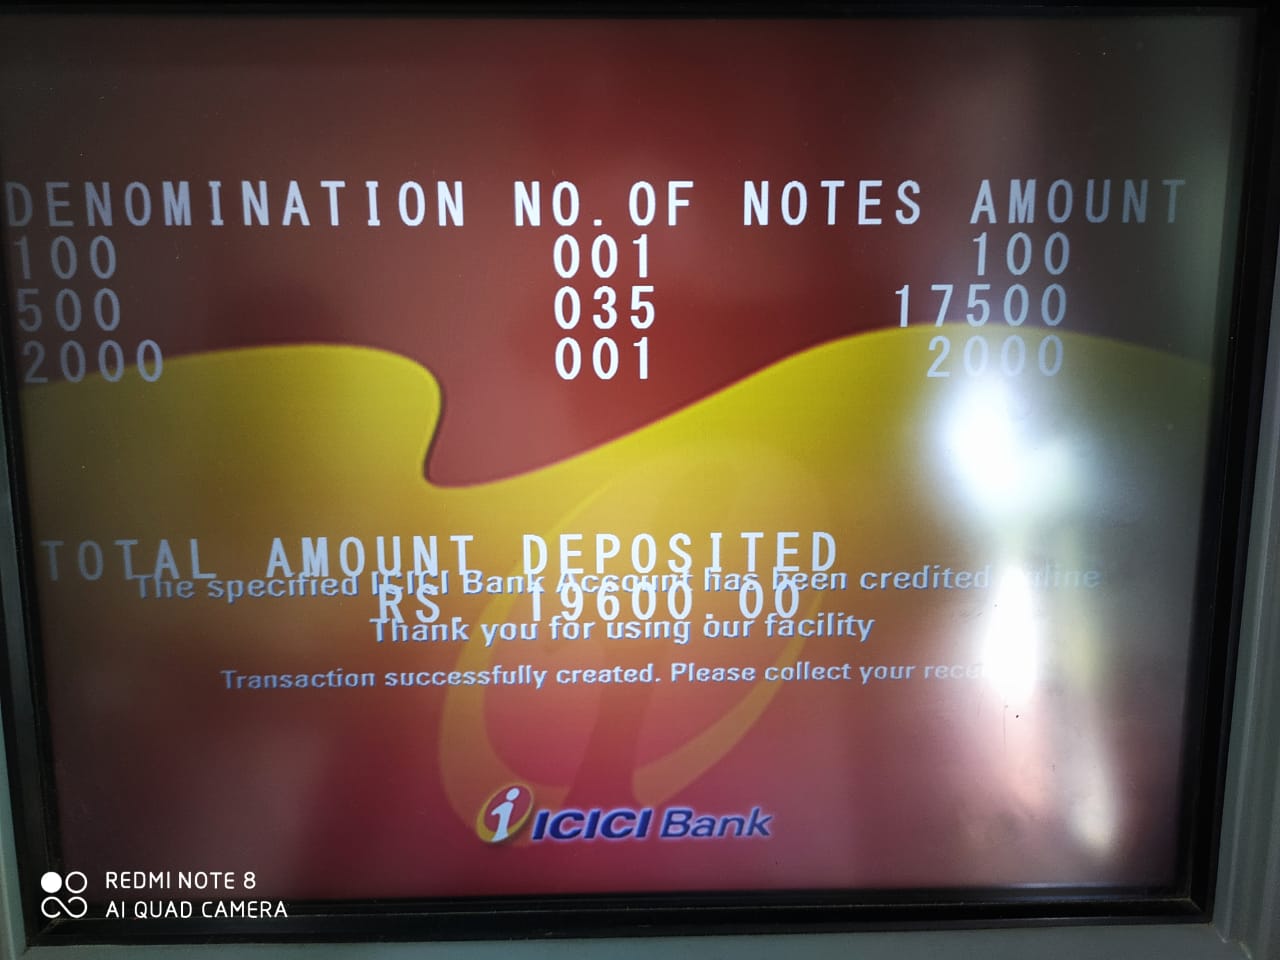 DENOMINATION NO.OF NOTES AMOUNT
100 001 100
500 035 17500
2000 001 2000
TOTAL AMOUNT DEPOSITED
The specified ICICI Bank Account has been credited
RS. 19600.00
Thank you for using our facility
Transaction successfully created. Please collect your
i ICICI Bank
REDMI NOTE 8
AI QUAD CAMERA